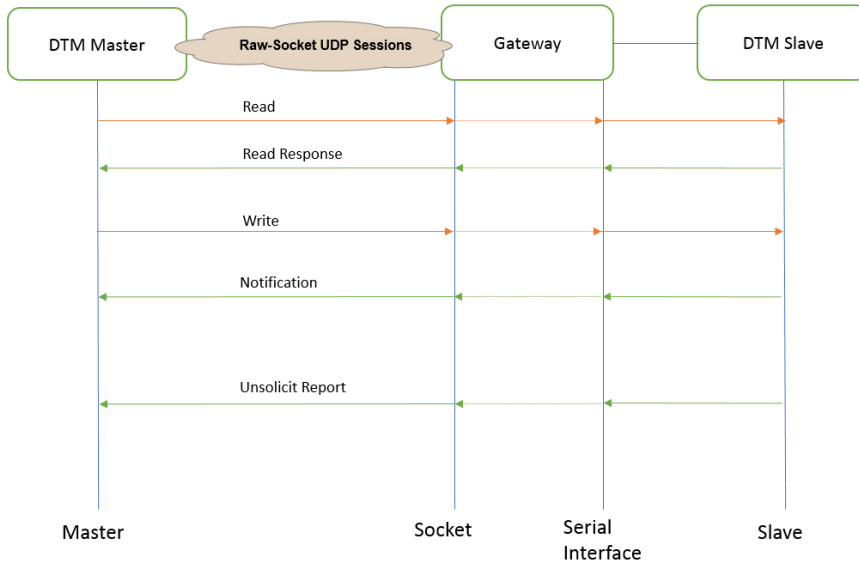 DTM Master
Raw-Socket UDP Sessions
Gateway
DTM Slave
Read
Read Response
Write
Notification
Unsolicit Report
Master
Socket
Serial
Interface
Slave